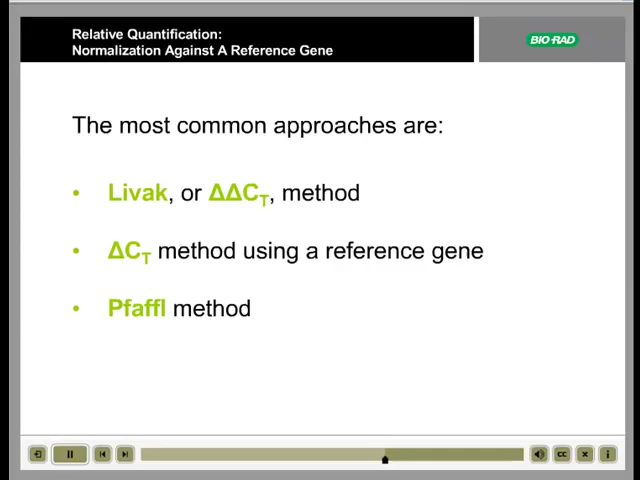 Relative Quantification:
Normalization Against A Reference Gene
BIO-RAD
The most common approaches are:
• Livak, or ΔΔCT, method
• ΔCT method using a reference gene
• Pfaffl method
CC
i